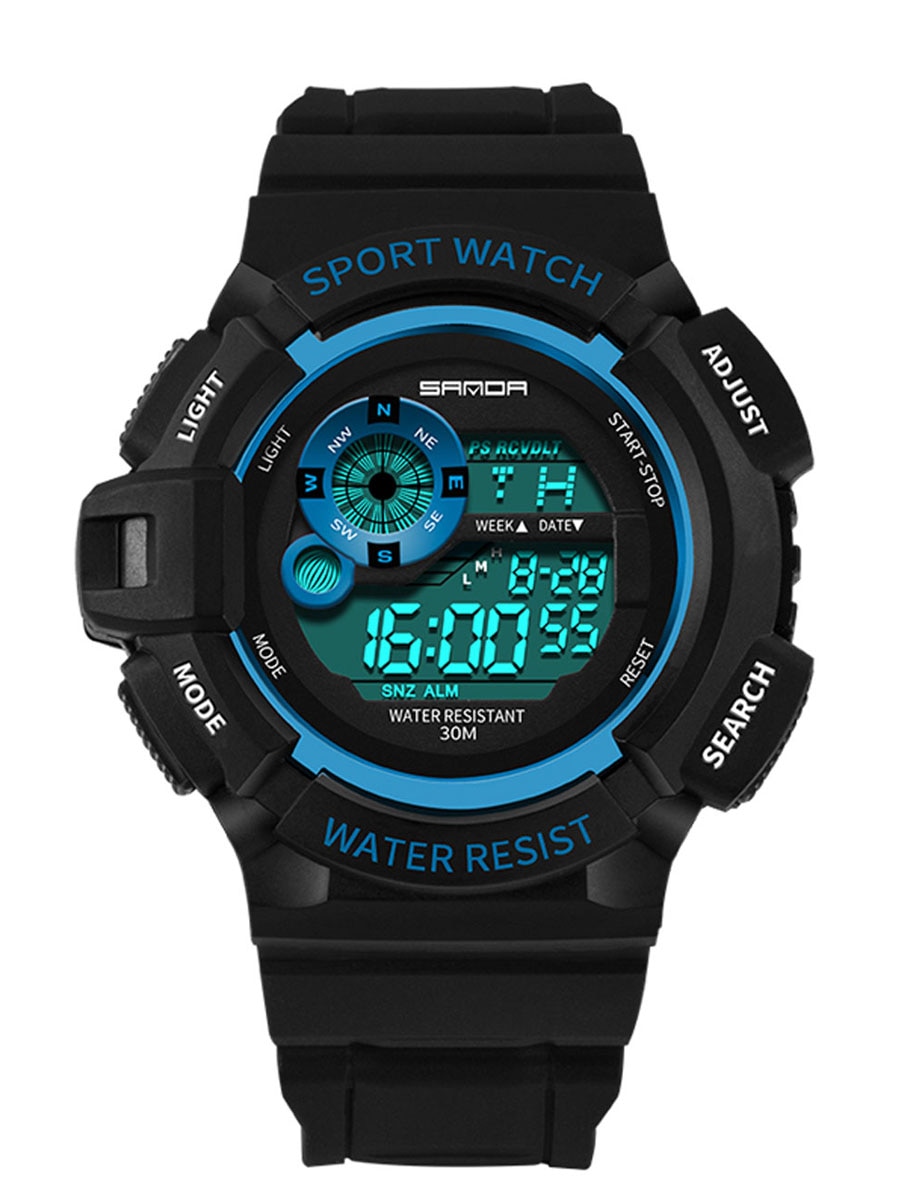 SPORT WATCH
LIGHT
ADJUST
SANDA
LIGHT
START-STOP
N
NW
NE
W
E
SW
SE
S
PS RCVDLT
TH
WEEK▲ DATE▼
H
M
L
8-28
16:00 55
SNZ ALM
MODE
RESET
WATER RESISTANT
30M
MODE
SEARCH
WATER RESIST